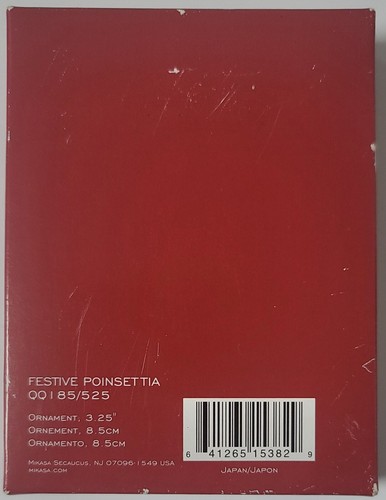 FESTIVE POINSETTIA
QQ185/525
ORNAMENT, 3.25"
ORNEMENT, 8.5CM
ORNAMENTO, 8.5CM
MIKASA SECAUCUS, NJ 07096-1549 USA
MIKASA.COM
6 41265 15382 9
JAPAN/JAPON